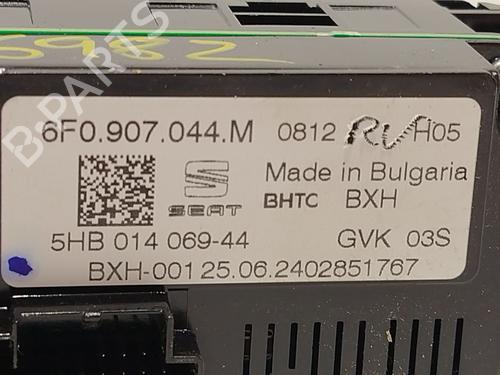 5982
6F0.907.044.M 0812 RV H05
Made in Bulgaria
SEAT BHTC BXH
5HB 014 069-44 GVK 03S
BXH-001 25.06.2402851767
B-PARTS